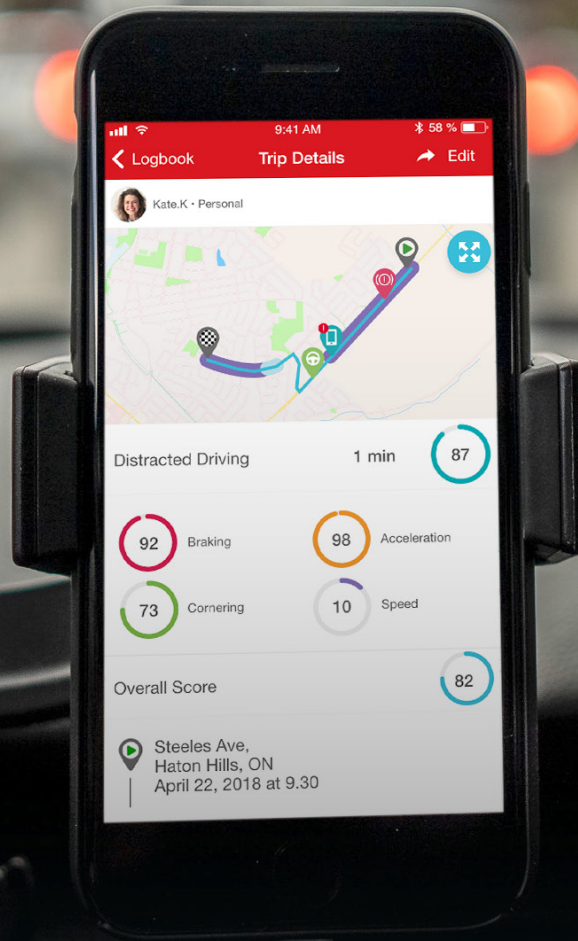 9:41 AM 58 %
Logbook Trip Details Edit
Kate.K • Personal
Distracted Driving 1 min 87
92 Braking 98 Acceleration
73 Cornering 10 Speed
Overall Score 82
Steeles Ave,
Haton Hills, ON
April 22, 2018 at 9.30